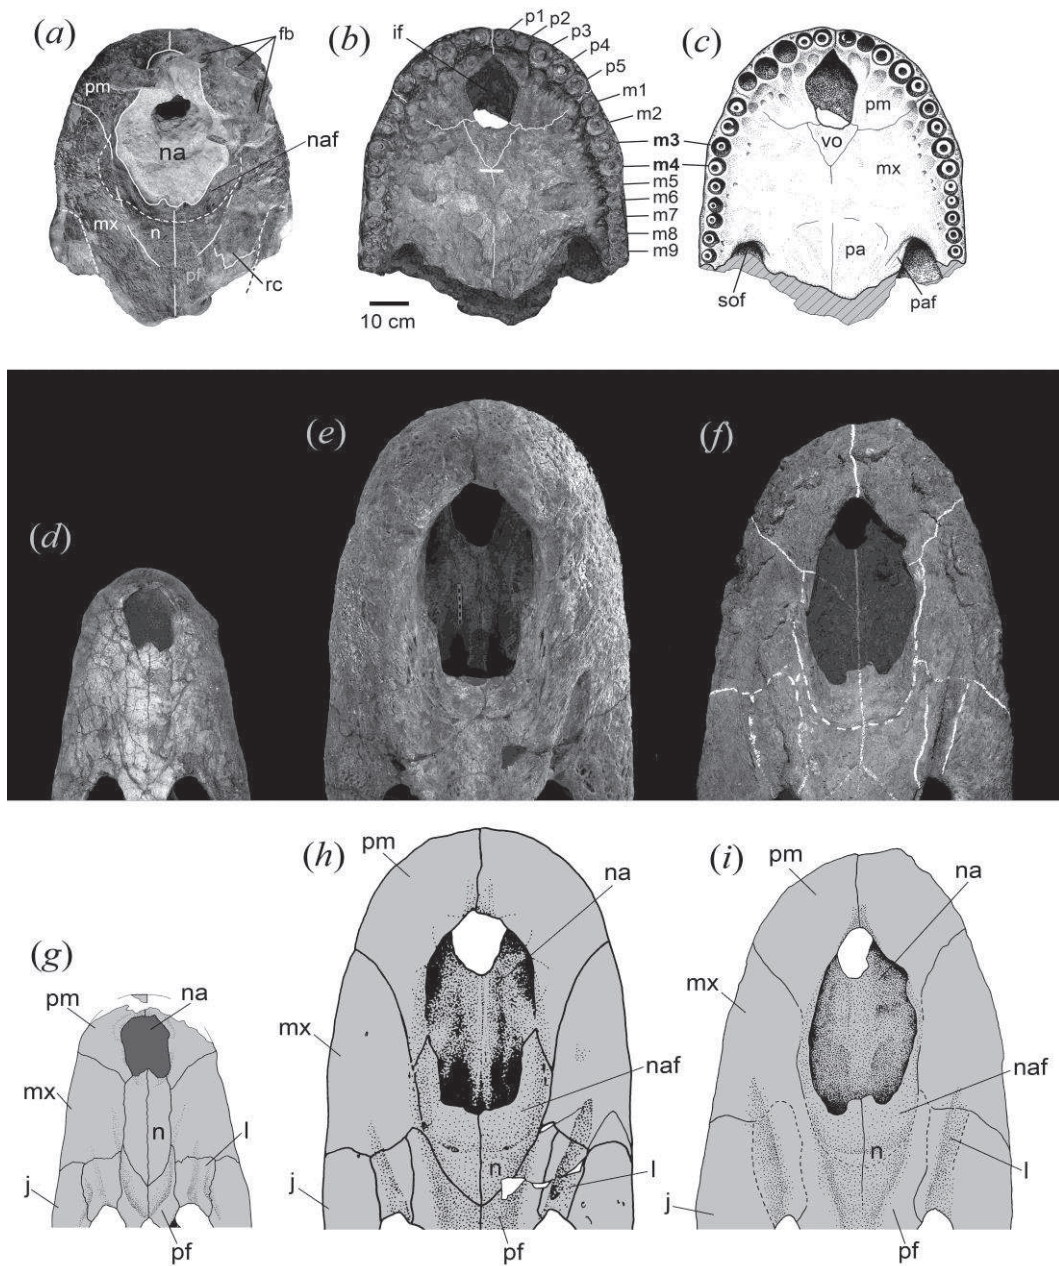 (a)
fb
pm
na
naf
mx
n
pf
rc
(b)
if
p1
p2
p3
p4
p5
m1
m2
m3
m4
m5
m6
m7
m8
m9
10 cm
(c)
pm
vo
mx
pa
sof
paf
(d)
(e)
(f)
(g)
pm
na
mx
n
l
j
pf
(h)
pm
na
mx
naf
n
l
j
pf
(i)
pm
na
mx
naf
n
l
j
pf